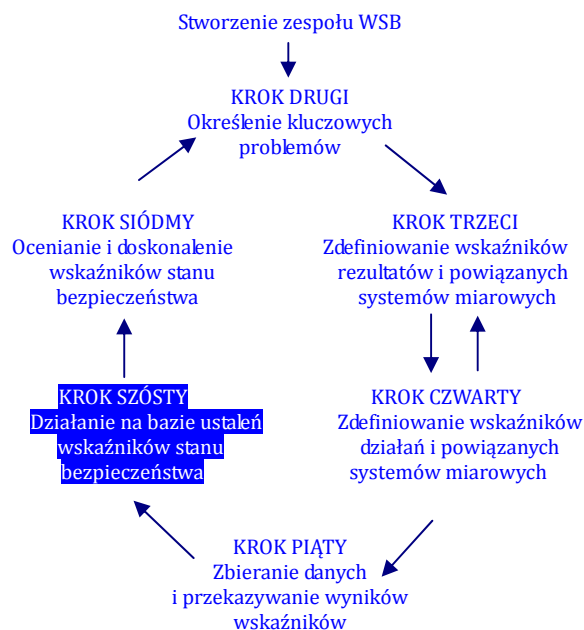 Stworzenie zespołu WSB
KROK DRUGI
Określenie kluczowych
problemów
KROK SIÓDMY
Ocenianie i doskonalenie
wskaźników stanu
bezpieczeństwa
KROK TRZECI
Zdefiniowanie wskaźników
rezultatów i powiązanych
systemów miarowych
KROK SZÓSTY
Działanie na bazie ustaleń
wskaźników stanu
bezpieczeństwa
KROK CZWARTY
Zdefiniowanie wskaźników
działań i powiązanych
systemów miarowych
KROK PIĄTY
Zbieranie danych
i przekazywanie wyników
wskaźników